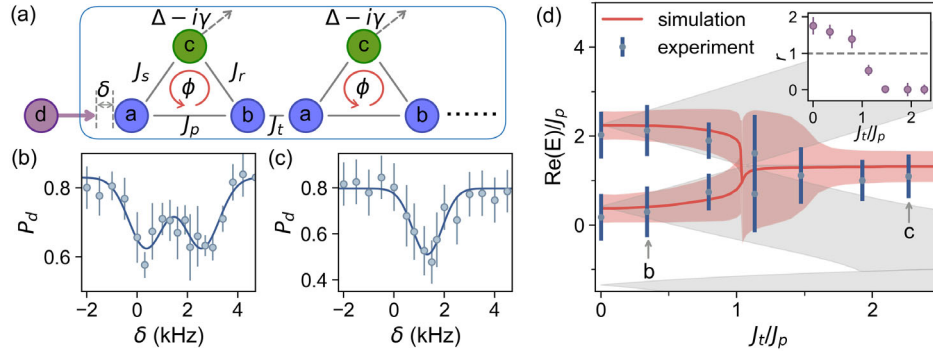 (a)
Δ − iγ
Δ − iγ
c
c
J_s
J_r
ϕ
ϕ
δ
d
a
b
J_p
J_t
a
b
......
(b)
P_d
0.8
0.6
-2
0
2
4
δ (kHz)
(c)
P_d
0.8
0.6
0.4
-2
0
2
4
δ (kHz)
(d)
simulation
experiment
Re(E)/J_p
4
2
0
b
c
0
1
2
J_t/J_p
r
2
1
0
0
1
2
J_t/J_p